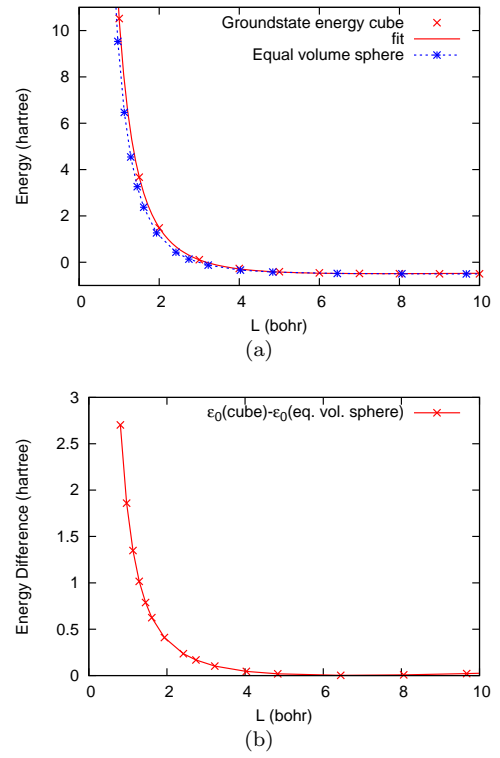 Groundstate energy cube
fit
Equal volume sphere
Energy (hartree)
10
8
6
4
2
0
0 2 4 6 8 10
L (bohr)
(a)
ε₀(cube)-ε₀(eq. vol. sphere)
Energy Difference (hartree)
3
2.5
2
1.5
1
0.5
0
0 2 4 6 8 10
L (bohr)
(b)